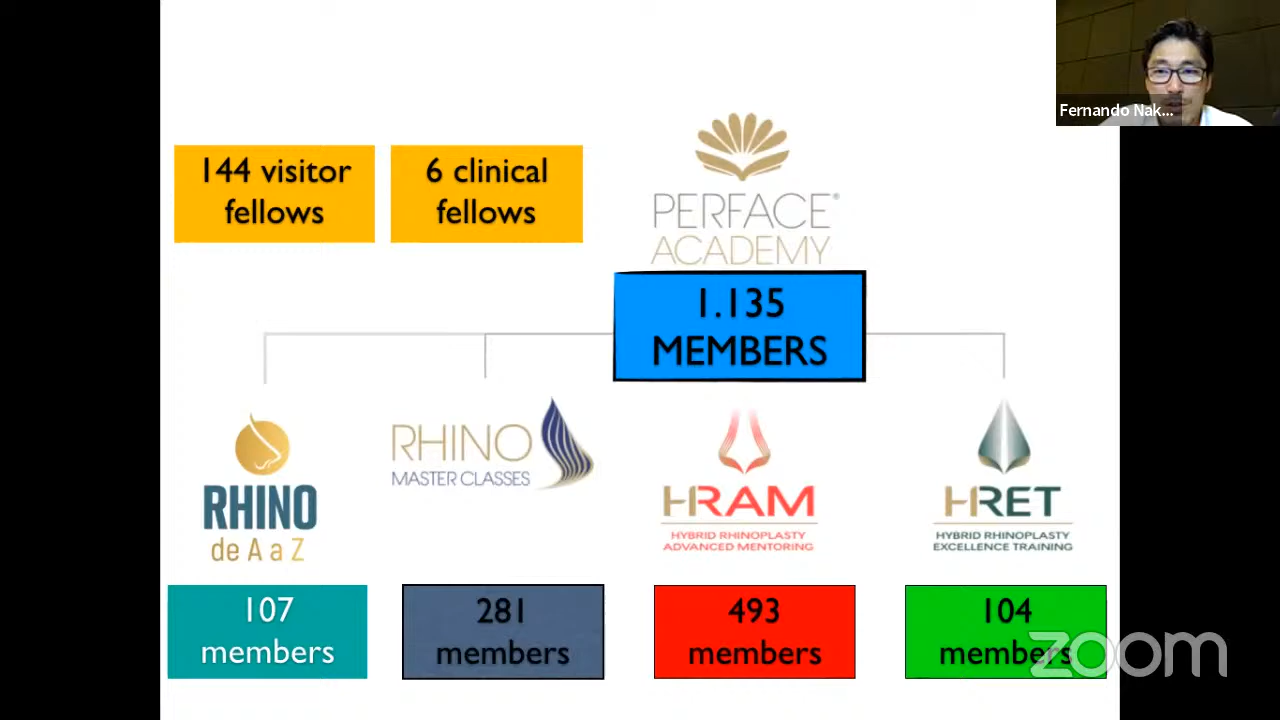 Fernando Nak...
144 visitor
fellows
6 clinical
fellows
PERFACE®
ACADEMY
1.135
MEMBERS
RHINO
de A a Z
RHINO
MASTER CLASSES
HRAM
HYBRID RHINOPLASTY
ADVANCED MENTORING
HRET
HYBRID RHINOPLASTY
EXCELLENCE TRAINING
107
members
281
members
493
members
104
members
zoom